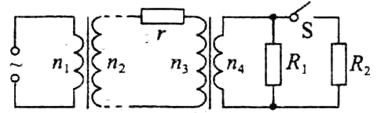 r
S
~
n₁
n₂
n₃
n₄
R₁
R₂